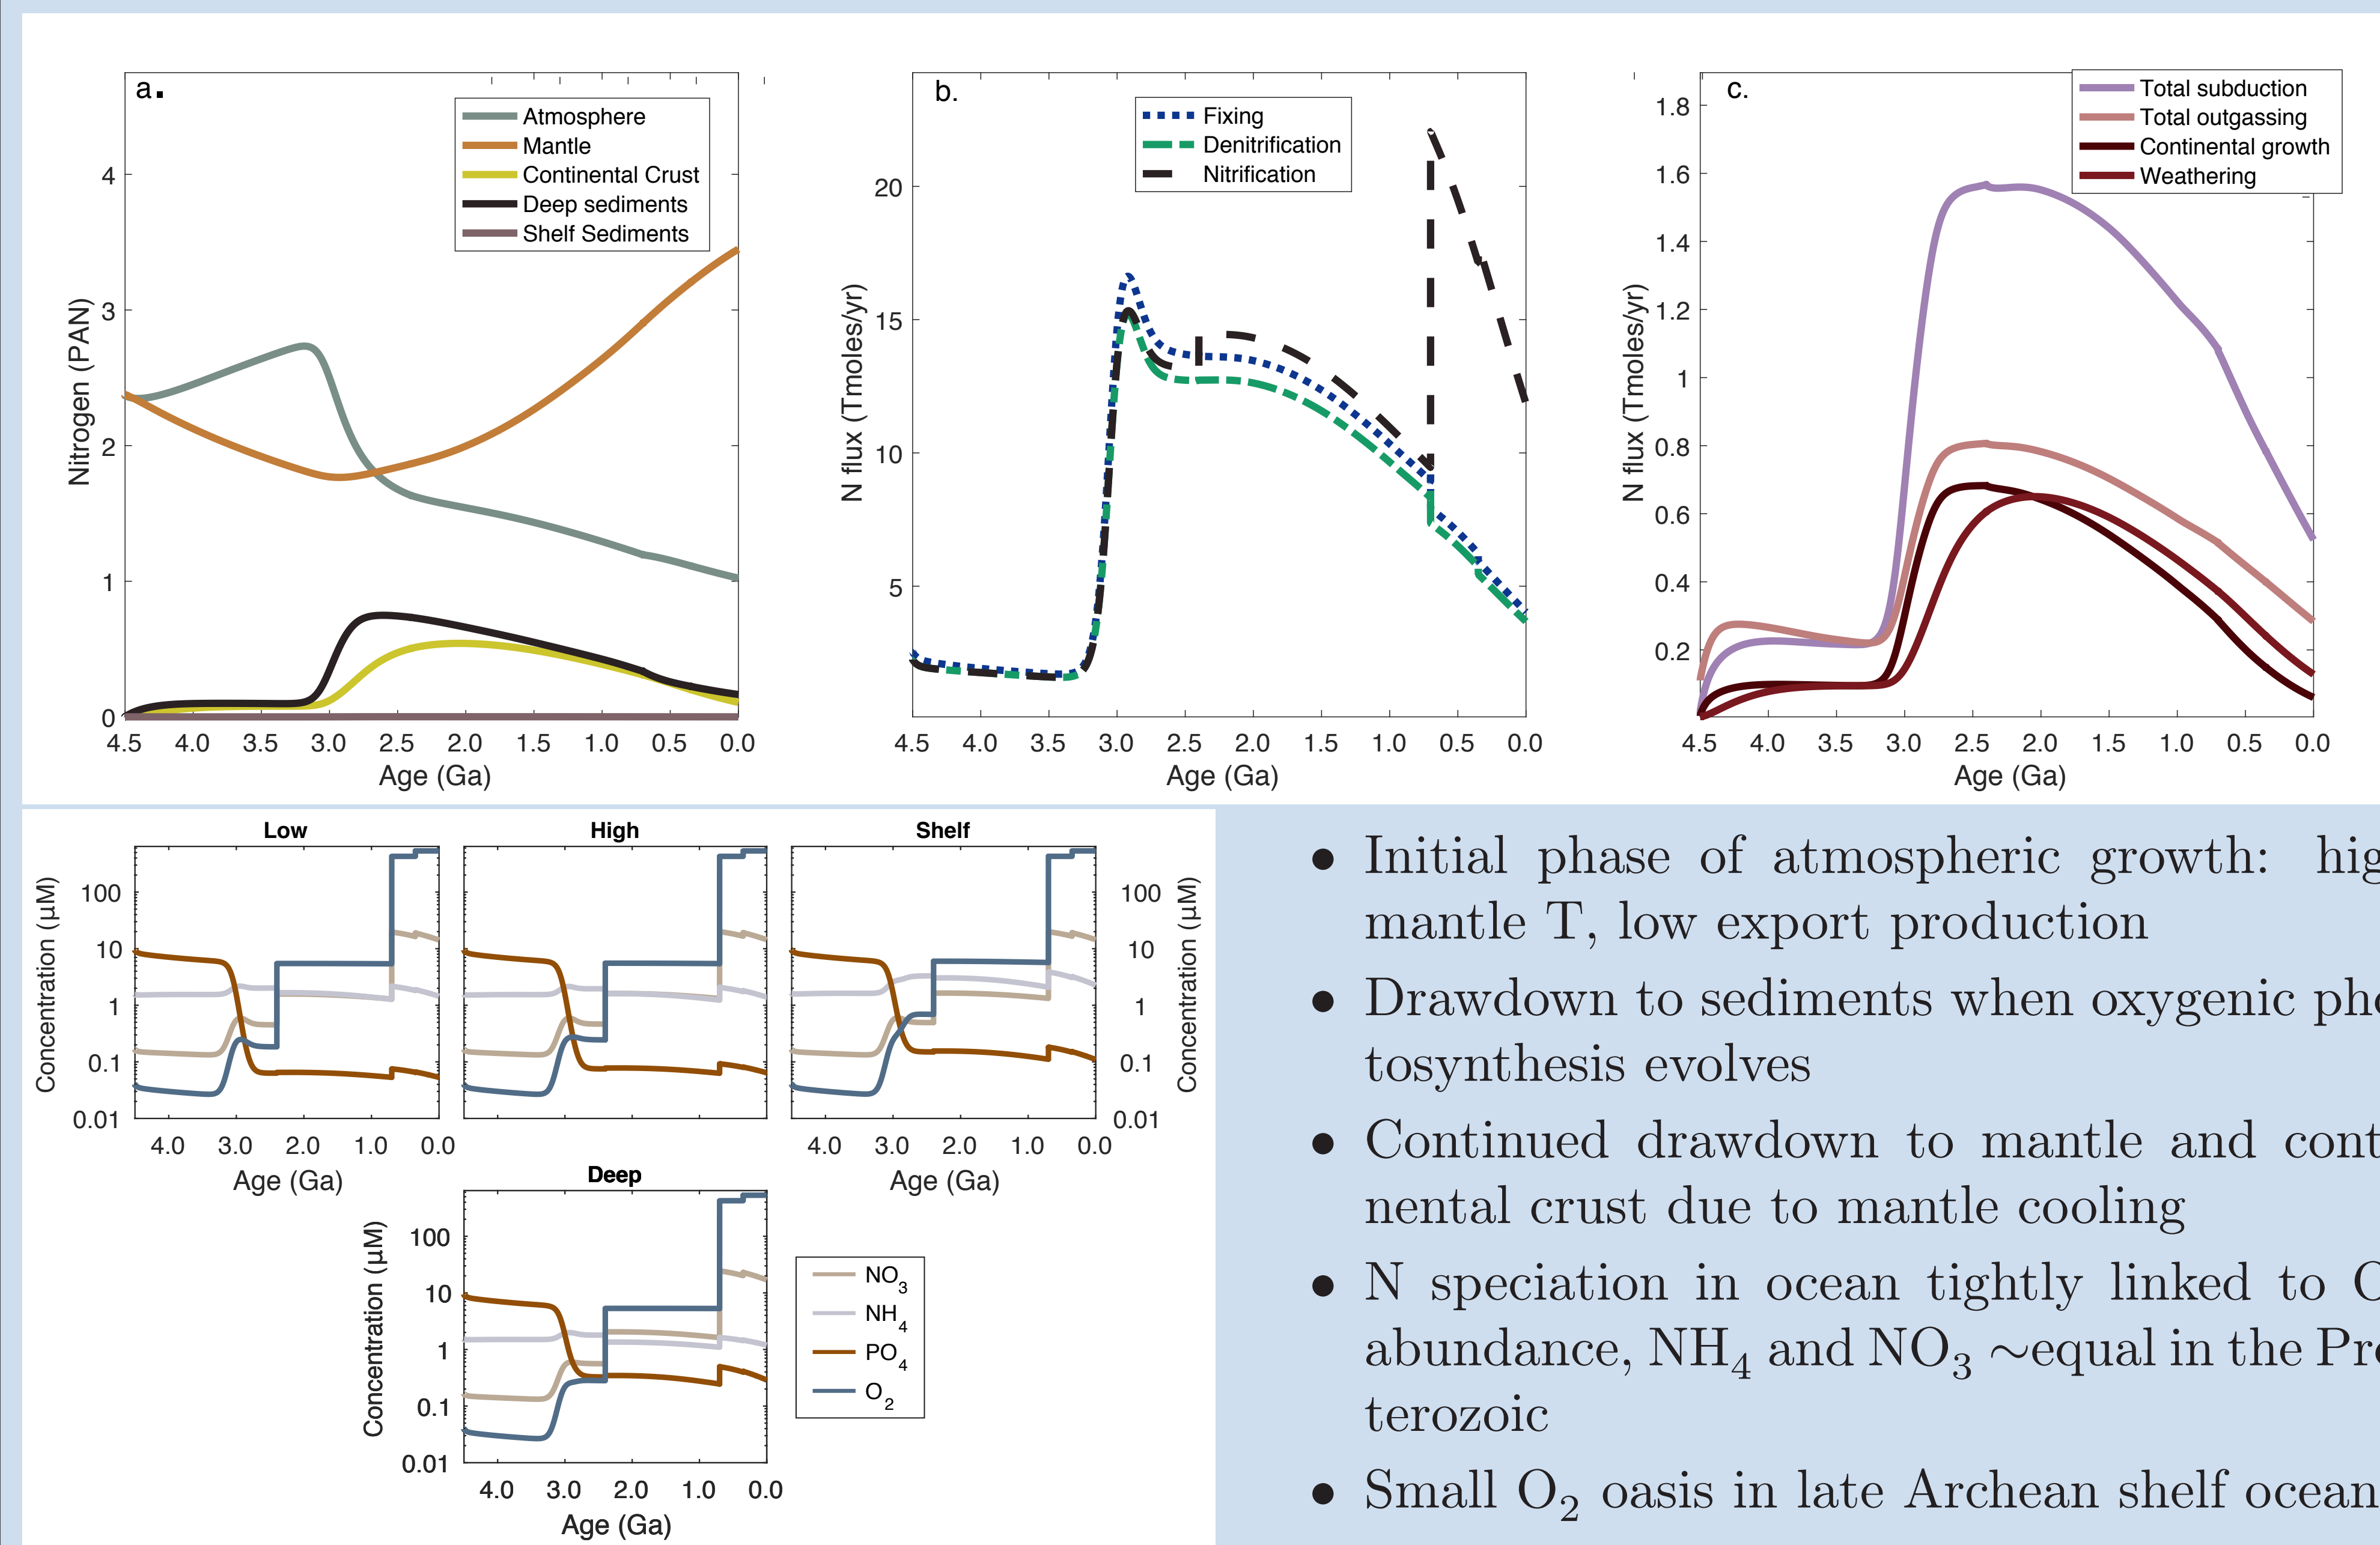 a.
Atmosphere
Mantle
Continental Crust
Deep sediments
Shelf Sediments
Nitrogen (PAN)
4
3
2
1
0
4.5 4.0 3.5 3.0 2.5 2.0 1.5 1.0 0.5 0.0
Age (Ga)
b.
Fixing
Denitrification
Nitrification
N flux (Tmoles/yr)
20
15
10
5
4.5 4.0 3.5 3.0 2.5 2.0 1.5 1.0 0.5 0.0
Age (Ga)
c.
Total subduction
Total outgassing
Continental growth
Weathering
N flux (Tmoles/yr)
1.8
1.6
1.4
1.2
1
0.8
0.6
0.4
0.2
4.5 4.0 3.5 3.0 2.5 2.0 1.5 1.0 0.5 0.0
Age (Ga)
Low
Concentration (µM)
100
10
1
0.1
0.01
4.0 3.0 2.0 1.0 0.0
Age (Ga)
High
Shelf
Concentration (µM)
100
10
1
0.1
0.01
4.0 3.0 2.0 1.0 0.0
Age (Ga)
Deep
Concentration (µM)
100
10
1
0.1
0.01
4.0 3.0 2.0 1.0 0.0
Age (Ga)
NO3
NH4
PO4
O2
• Initial phase of atmospheric growth: hig
mantle T, low export production
• Drawdown to sediments when oxygenic pho
tosynthesis evolves
• Continued drawdown to mantle and cont
nental crust due to mantle cooling
• N speciation in ocean tightly linked to
abundance, NH4 and NO3 ~equal in the Pro
terozoic
• Small O2 oasis in late Archean shelf ocean